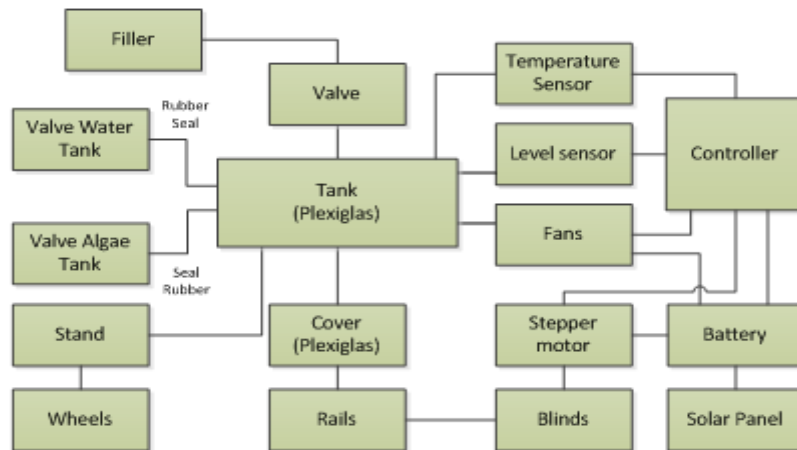 Filler
Valve
Temperature
Sensor
Rubber
Seal
Valve Water
Tank
Level sensor
Controller
Tank
(Plexiglas)
Valve Algae
Tank
Fans
Seal
Rubber
Stand
Cover
(Plexiglas)
Stepper
motor
Battery
Wheels
Rails
Blinds
Solar Panel